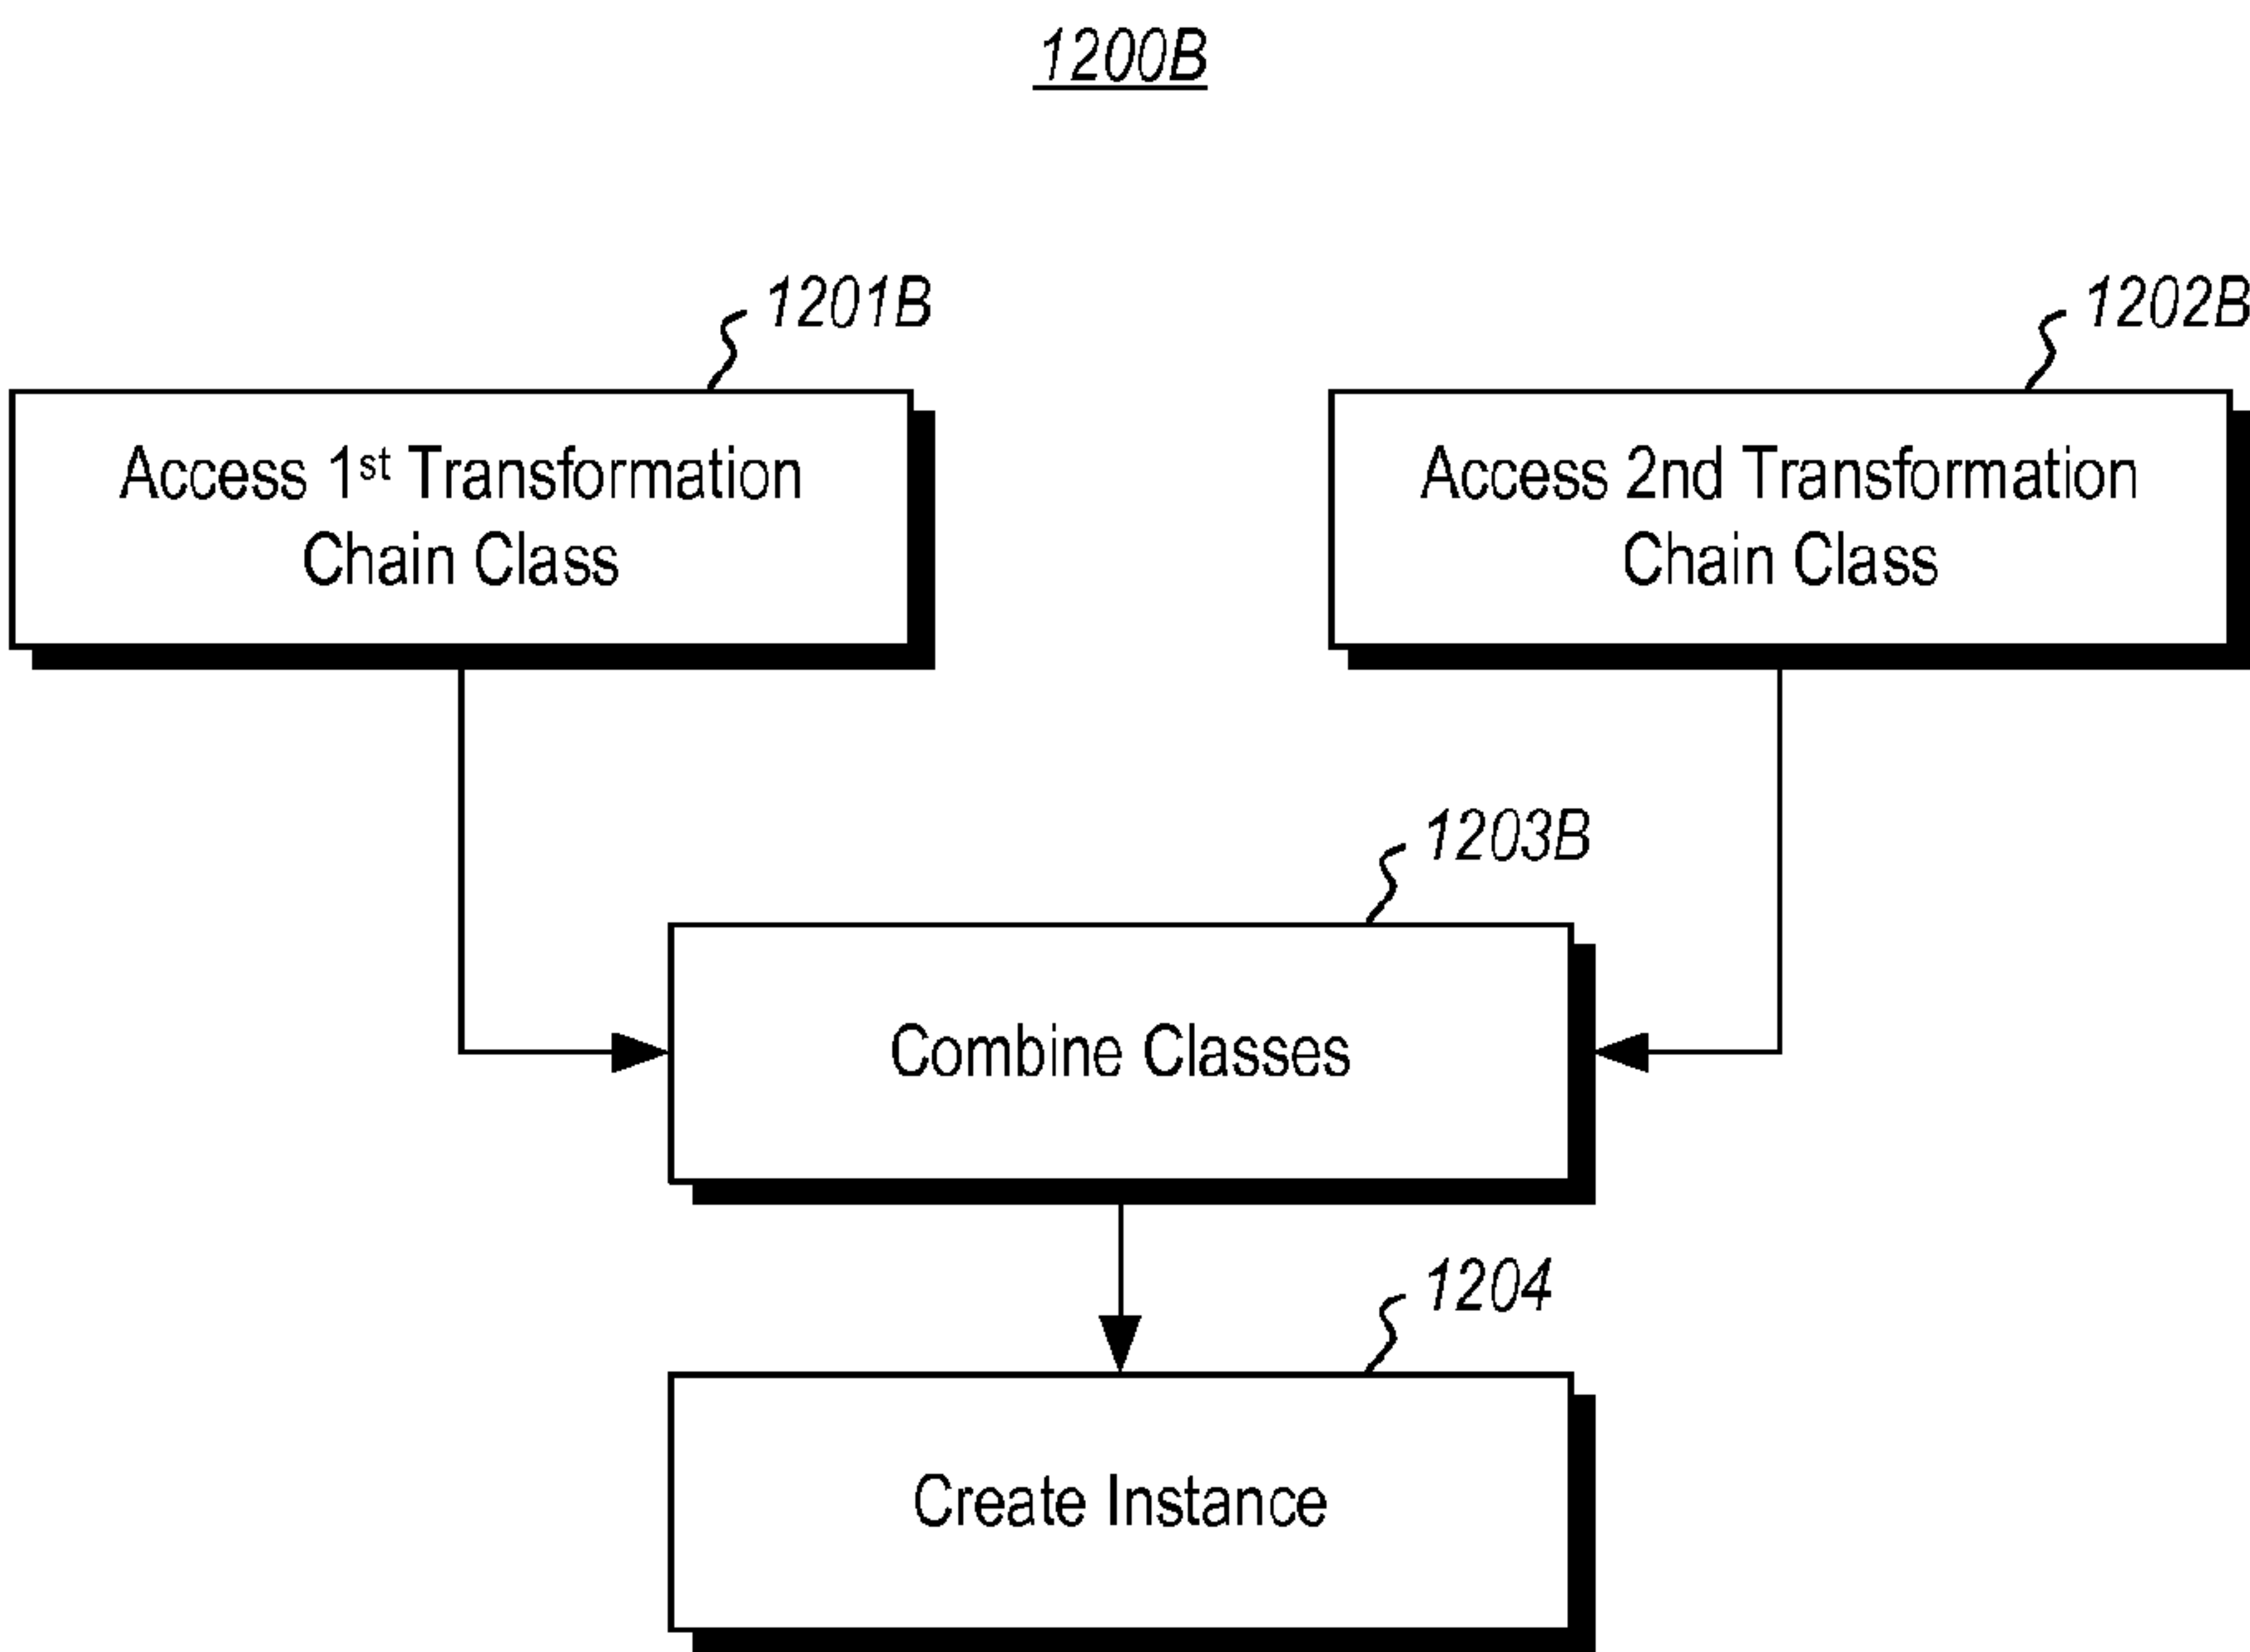 1200B
1201B
1202B
Access 1st Transformation
Chain Class
Access 2nd Transformation
Chain Class
1203B
Combine Classes
1204
Create Instance